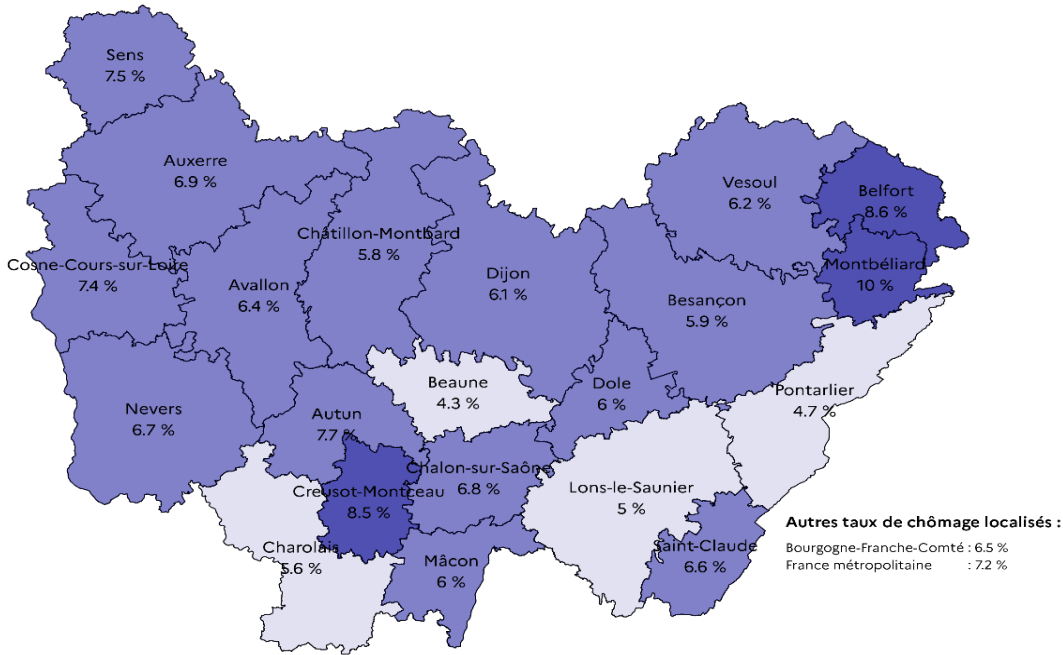 Sens
7.5 %
Auxerre
6.9 %
Vesoul
6.2 %
Belfort
8.6 %
Châtillon-Montbard
5.8 %
Cosne-Cours-sur-Loire
7.4 %
Avallon
6.4 %
Dijon
6.1 %
Montbéliard
10 %
Besançon
5.9 %
Beaune
4.3 %
Dole
6 %
Pontarlier
4.7 %
Nevers
6.7 %
Autun
7.7 %
Chalon-sur-Saône
6.8 %
Creusot-Montceau
8.5 %
Lons-le-Saunier
5 %
Charolais
5.6 %
Mâcon
6 %
Saint-Claude
6.6 %
Autres taux de chômage localisés :
Bourgogne-Franche-Comté : 6.5 %
France métropolitaine : 7.2 %